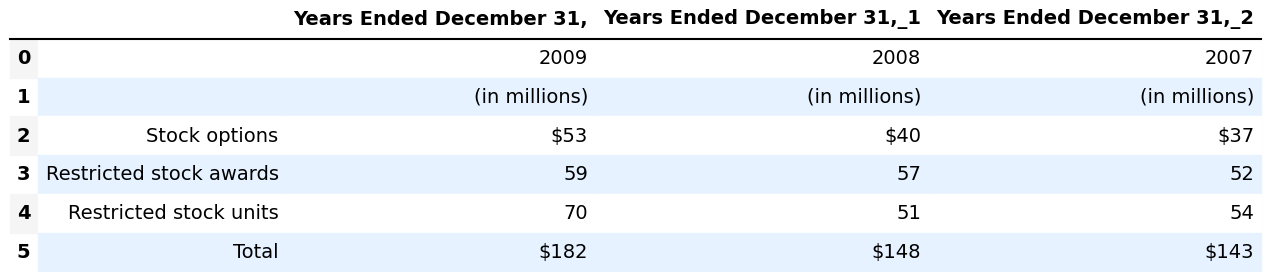 Years Ended December 31, Years Ended December 31,_1 Years Ended December 31,_2
0 2009 2008 2007
1 (in millions) (in millions) (in millions)
2 Stock options $53 $40 $37
3 Restricted stock awards 59 57 52
4 Restricted stock units 70 51 54
5 Total $182 $148 $143